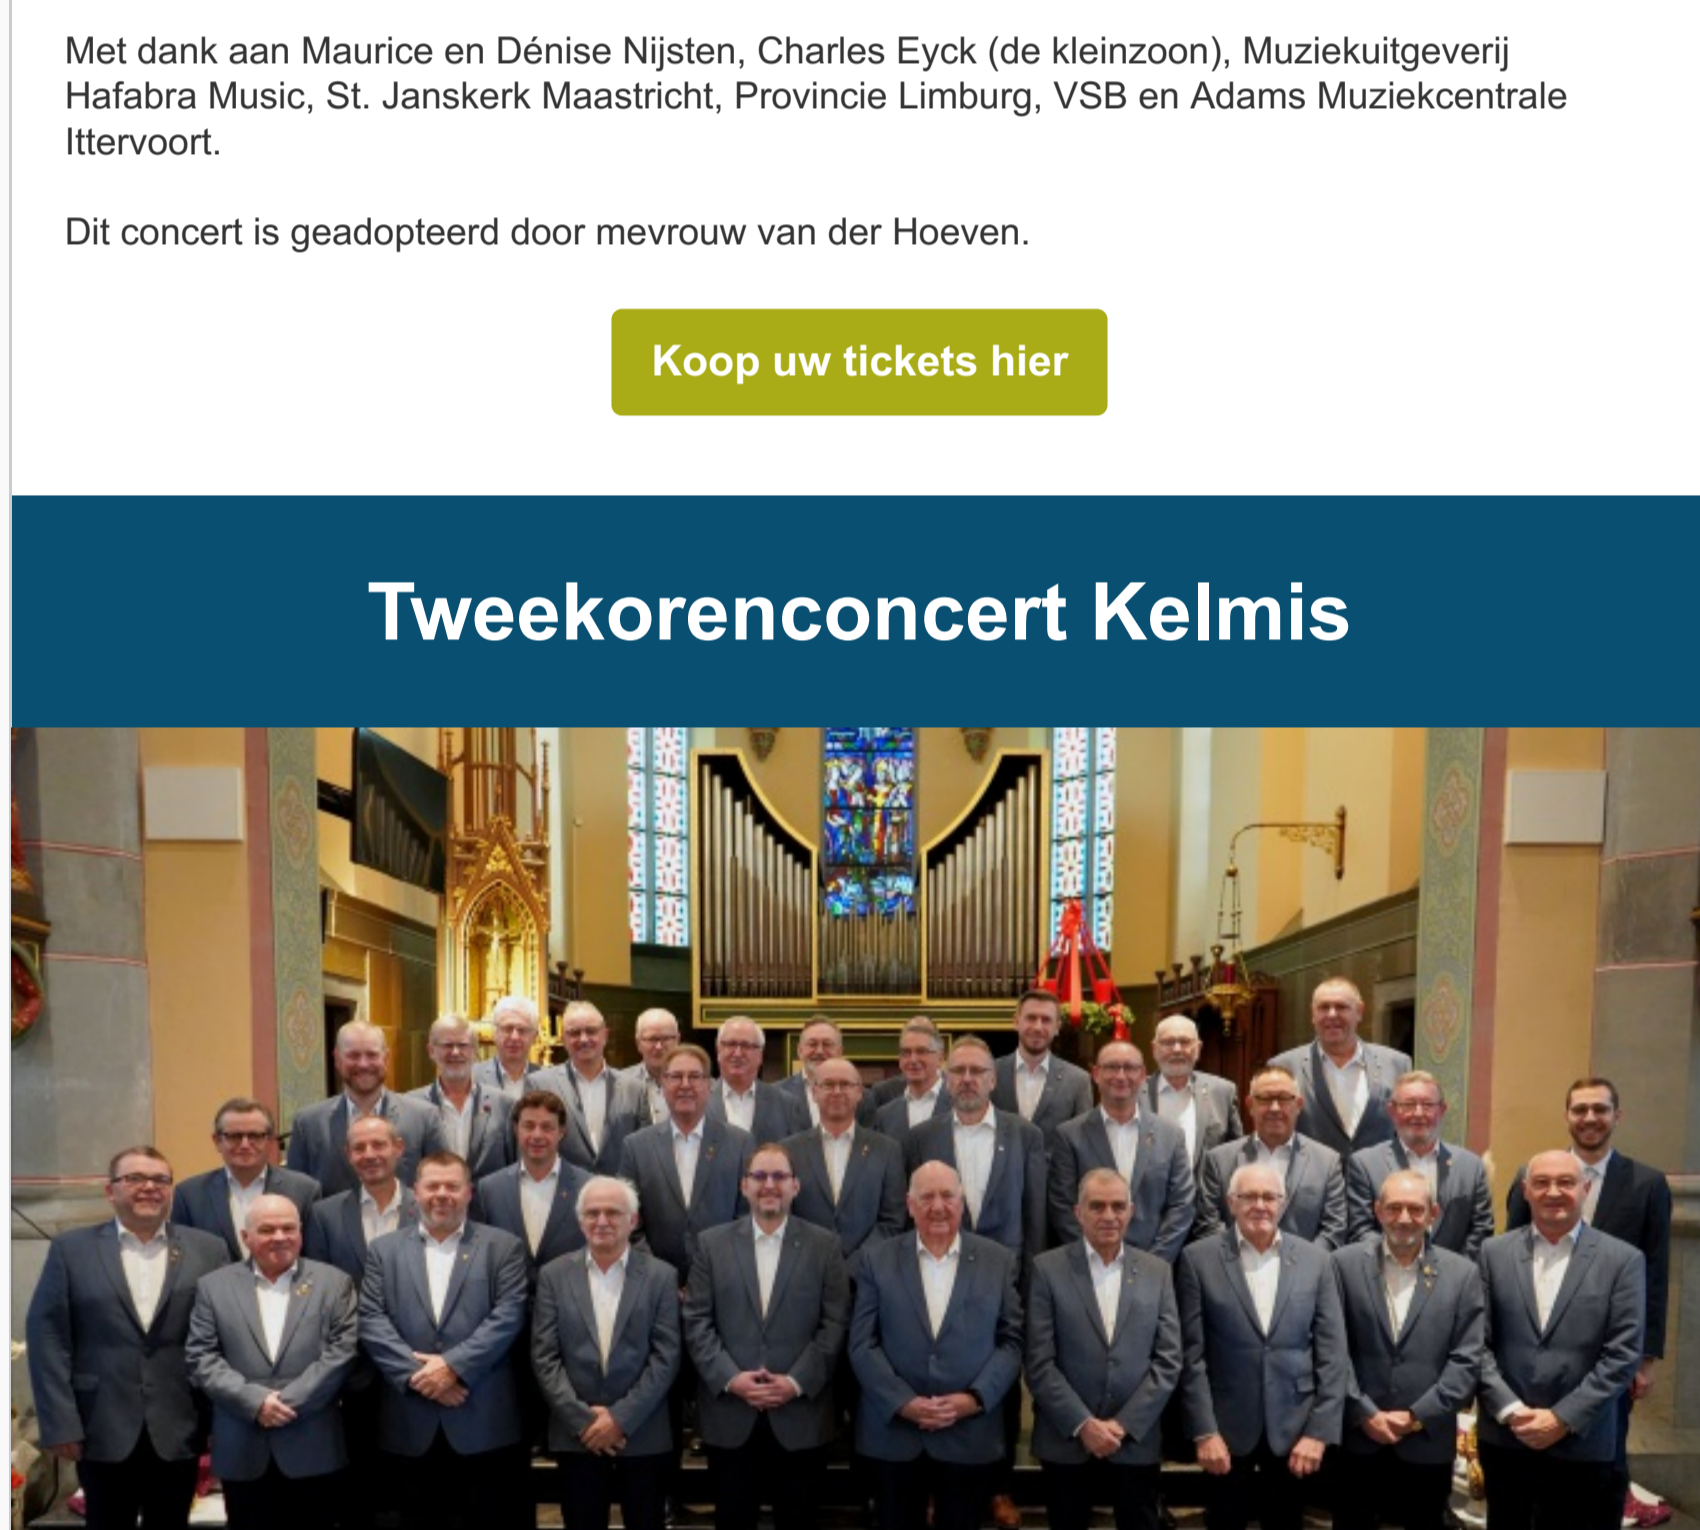 Met dank aan Maurice en Dénise Nijsten, Charles Eyck (de kleinzoon), Muziekuitgeverij
Hafabra Music, St. Janskerk Maastricht, Provincie Limburg, VSB en Adams Muziekcentrale
Ittervoort.
Dit concert is geadopteerd door mevrouw van der Hoeven.
Koop uw tickets hier
Tweekorenconcert Kelmis